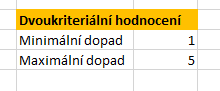 Dvoukriteriální hodnocení
Minimální dopad 1
Maximální dopad 5